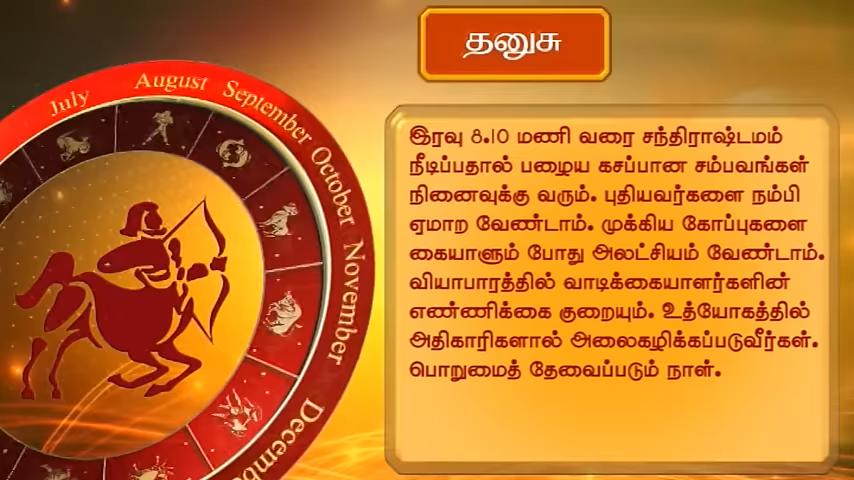 தனுசு
July
August
September
October
November
December
இரவு 8.10 மணி வரை சந்திராஷ்டமம்
நீடிப்பதால் பழைய கசப்பான சம்பவங்கள்
நினைவுக்கு வரும். புதியவர்களை நம்பி
ஏமாற வேண்டாம். முக்கிய கோப்புகளை
கையாளும் போது அலட்சியம் வேண்டாம்.
வியாபாரத்தில் வாடிக்கையாளர்களின்
எண்ணிக்கை குறையும். உத்யோகத்தில்
அதிகாரிகளால் அலைகழிக்கப்படுவீர்கள்.
பொறுமைத் தேவைப்படும் நாள்.